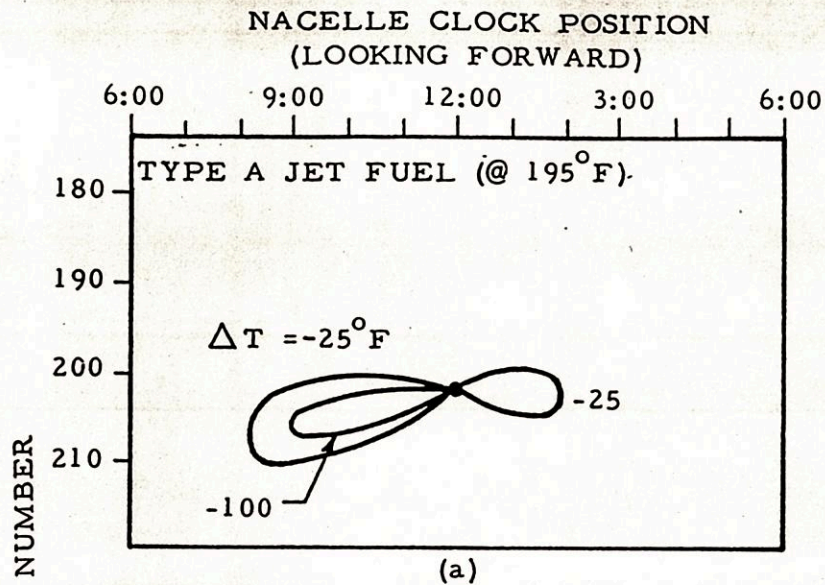 NACELLE CLOCK POSITION
(LOOKING FORWARD)
6:00 9:00 12:00 3:00 6:00
TYPE A JET FUEL (@ 195°F)
180
190
ΔT =-25°F
200
-25
210
-100
NUMBER
(a)